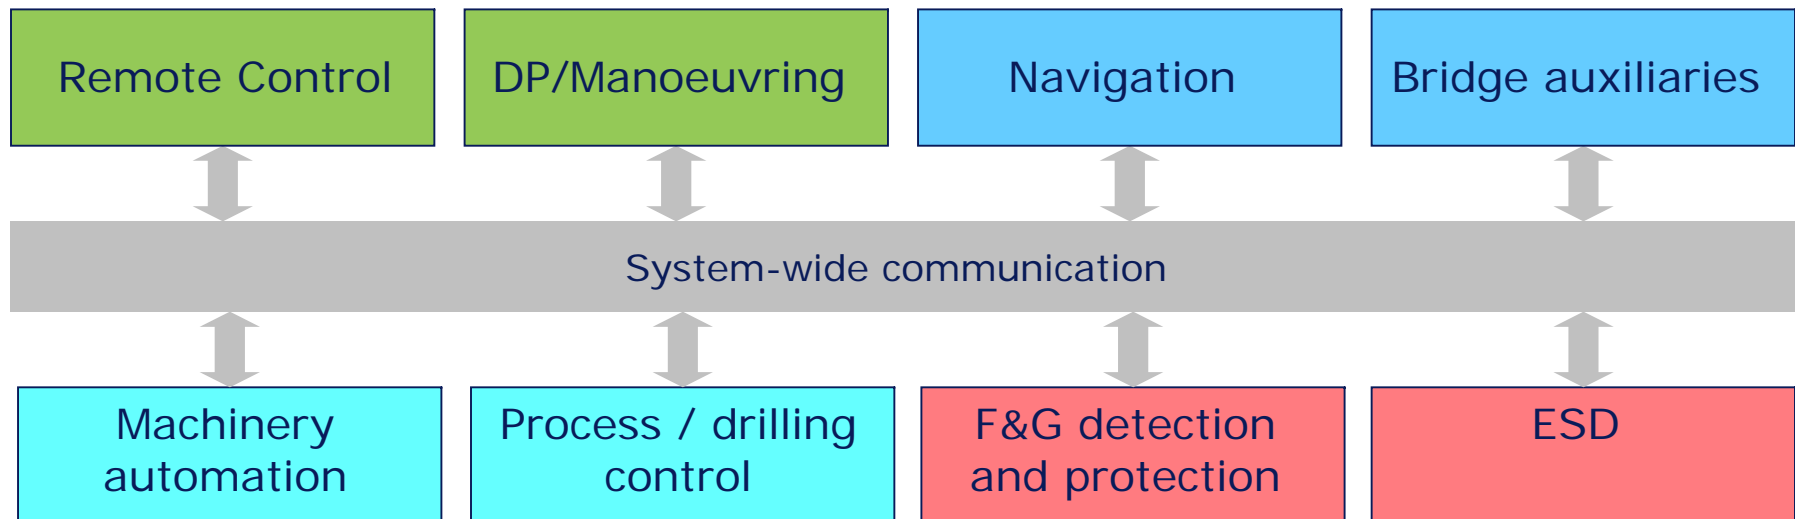 Remote Control
DP/Manoeuvring
Navigation
Bridge auxiliaries
System-wide communication
Machinery
automation
Process / drilling
control
F&G detection
and protection
ESD